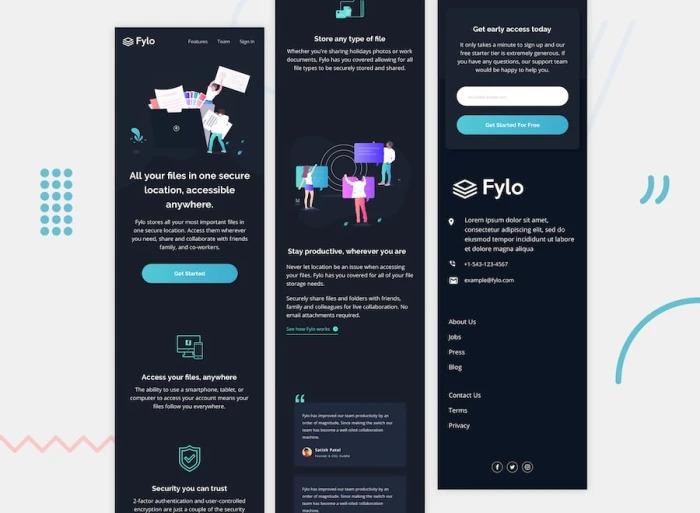 Fylo
Features Team Sign In
All your files in one secure
location, accessible
anywhere.
Fylo stores all your most important files in
one secure location. Access them wherever
you need, share and collaborate with friends
family, and co-workers.
Get Started
Access your files, anywhere
The ability to use a smartphone, tablet, or
computer to access your account means your
files follow you everywhere.
Security you can trust
2-factor authentication and user-controlled
encryption are just a couple of the security
Store any type of file
Whether you're sharing holidays photos or work
documents, Fylo has you covered allowing for all
file types to be securely stored and shared.
Stay productive, wherever you are
Never let location be an issue when accessing
your files. Fylo has you covered for all of your file
storage needs.
Securely share files and folders with friends,
family and colleagues for live collaboration. No
email attachments required.
See how Fylo works
Fylo has improved our team productivity by an
order of magnitude. Since making the switch our
team has become a well-oiled collaboration
machine.
Satish Patel
Fylo has improved our team productivity by an
order of magnitude. Since making the switch our
team has become a well-oiled collaboration
Get early access today
It only takes a minute to sign up and our
free starter tier is extremely generous. If
you have any questions, our support team
would be happy to help you.
Get Started For Free
Fylo
Lorem ipsum dolor sit amet,
consectetur adipiscing elit, sed do
eiusmod tempor incididunt ut labore
et dolore magna aliqua
+1-543-123-4567
example@fylo.com
About Us
Jobs
Press
Blog
Contact Us
Terms
Privacy